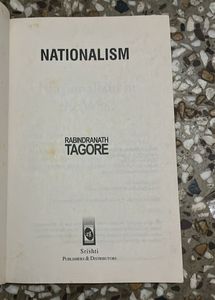 NATIONALISM
RABINDRANATH
TAGORE
Srishti
PUBLISHERS & DISTRIBUTORS